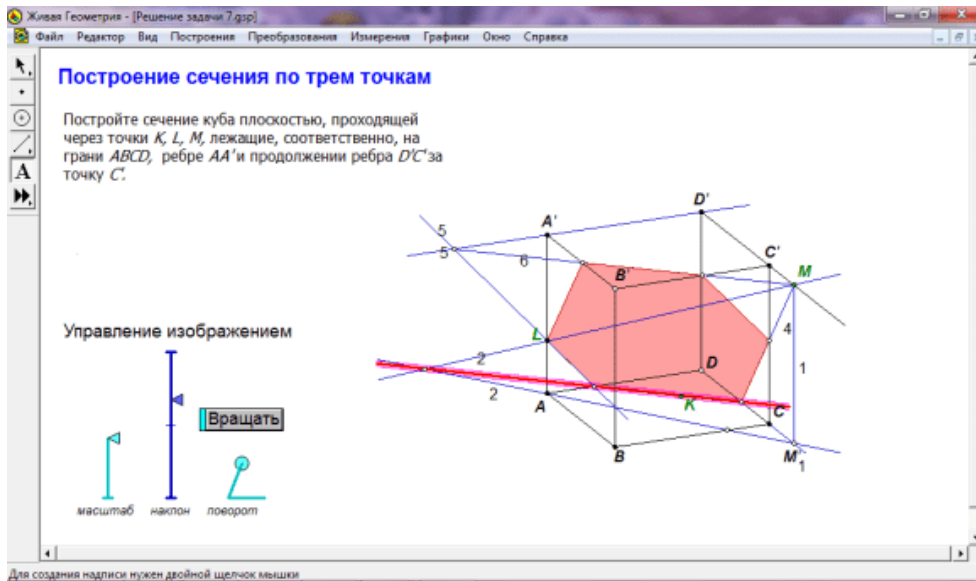 Живая Геометрия - [Решение задачи 7.gsp]
Файл Редактор Вид Построения Преобразования Измерения Графики Окно Справка
Построение сечения по трем точкам
Постройте сечение куба плоскостью, проходящей
через точки K, L, M, лежащие, соответственно, на
грани ABCD, ребре AA' и продолжении ребра D'C' за
точку C'.
A
D'
A'
5
5
6
C'
B'
M
Управление изображением
L
4
2
1
D
2
K
A
Вращать
C
B
M'
1
масштаб наклон поворот
Для создания надписи нужен двойной щелчок мышки